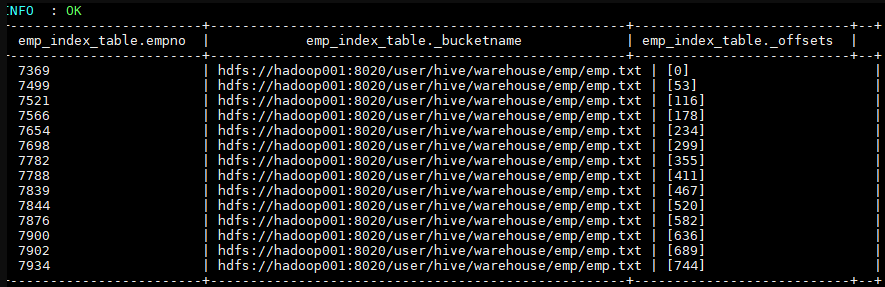 INFO : OK
-------------------------+----------------------------------------------------+--------------------------+--+
emp_index_table.empno | emp_index_table._bucketname | emp_index_table._offsets |
-------------------------+----------------------------------------------------+--------------------------+--+
7369 | hdfs://hadoop001:8020/user/hive/warehouse/emp/emp.txt | [0] |
7499 | hdfs://hadoop001:8020/user/hive/warehouse/emp/emp.txt | [53] |
7521 | hdfs://hadoop001:8020/user/hive/warehouse/emp/emp.txt | [116] |
7566 | hdfs://hadoop001:8020/user/hive/warehouse/emp/emp.txt | [178] |
7654 | hdfs://hadoop001:8020/user/hive/warehouse/emp/emp.txt | [234] |
7698 | hdfs://hadoop001:8020/user/hive/warehouse/emp/emp.txt | [299] |
7782 | hdfs://hadoop001:8020/user/hive/warehouse/emp/emp.txt | [355] |
7788 | hdfs://hadoop001:8020/user/hive/warehouse/emp/emp.txt | [411] |
7839 | hdfs://hadoop001:8020/user/hive/warehouse/emp/emp.txt | [467] |
7844 | hdfs://hadoop001:8020/user/hive/warehouse/emp/emp.txt | [520] |
7876 | hdfs://hadoop001:8020/user/hive/warehouse/emp/emp.txt | [582] |
7900 | hdfs://hadoop001:8020/user/hive/warehouse/emp/emp.txt | [636] |
7902 | hdfs://hadoop001:8020/user/hive/warehouse/emp/emp.txt | [689] |
7934 | hdfs://hadoop001:8020/user/hive/warehouse/emp/emp.txt | [744] |
-------------------------+----------------------------------------------------+--------------------------+--+